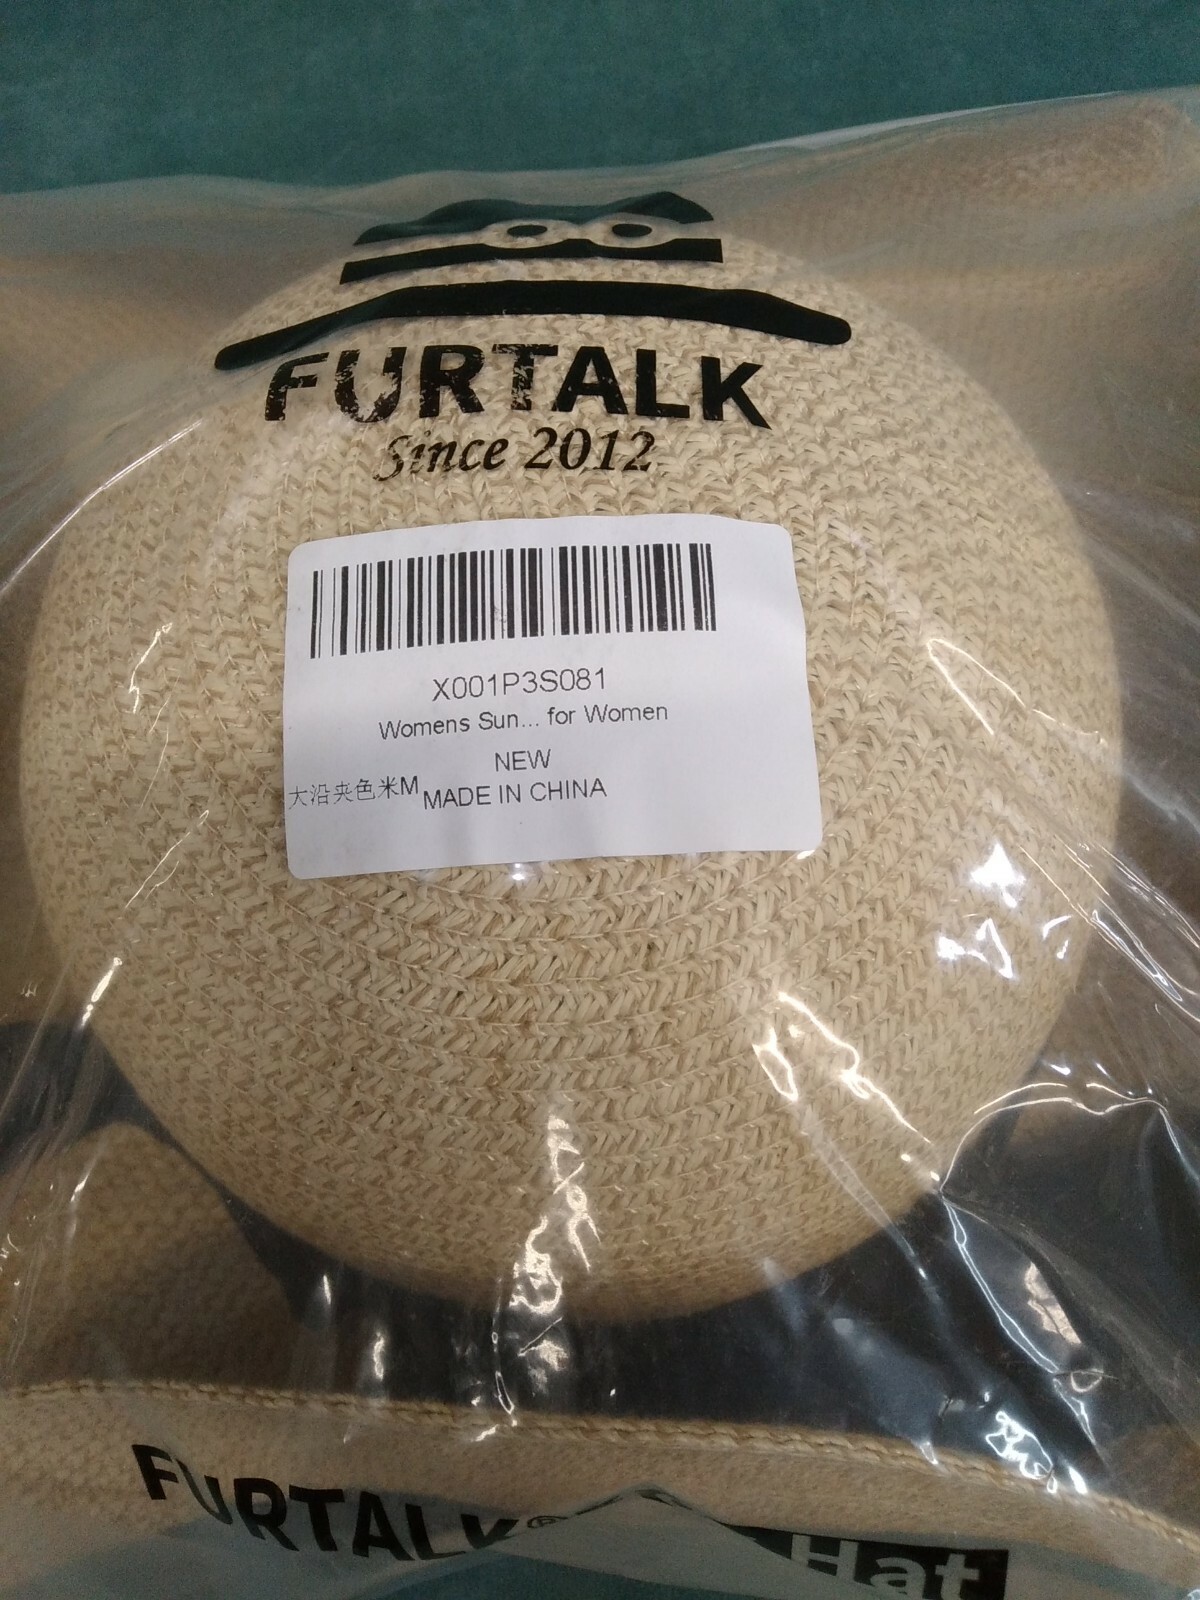 FURTALK
Since 2012
X001P3S081
Womens Sun... for Women
NEW
大沿夹色米M
MADE IN CHINA
FURTALK®
Hat